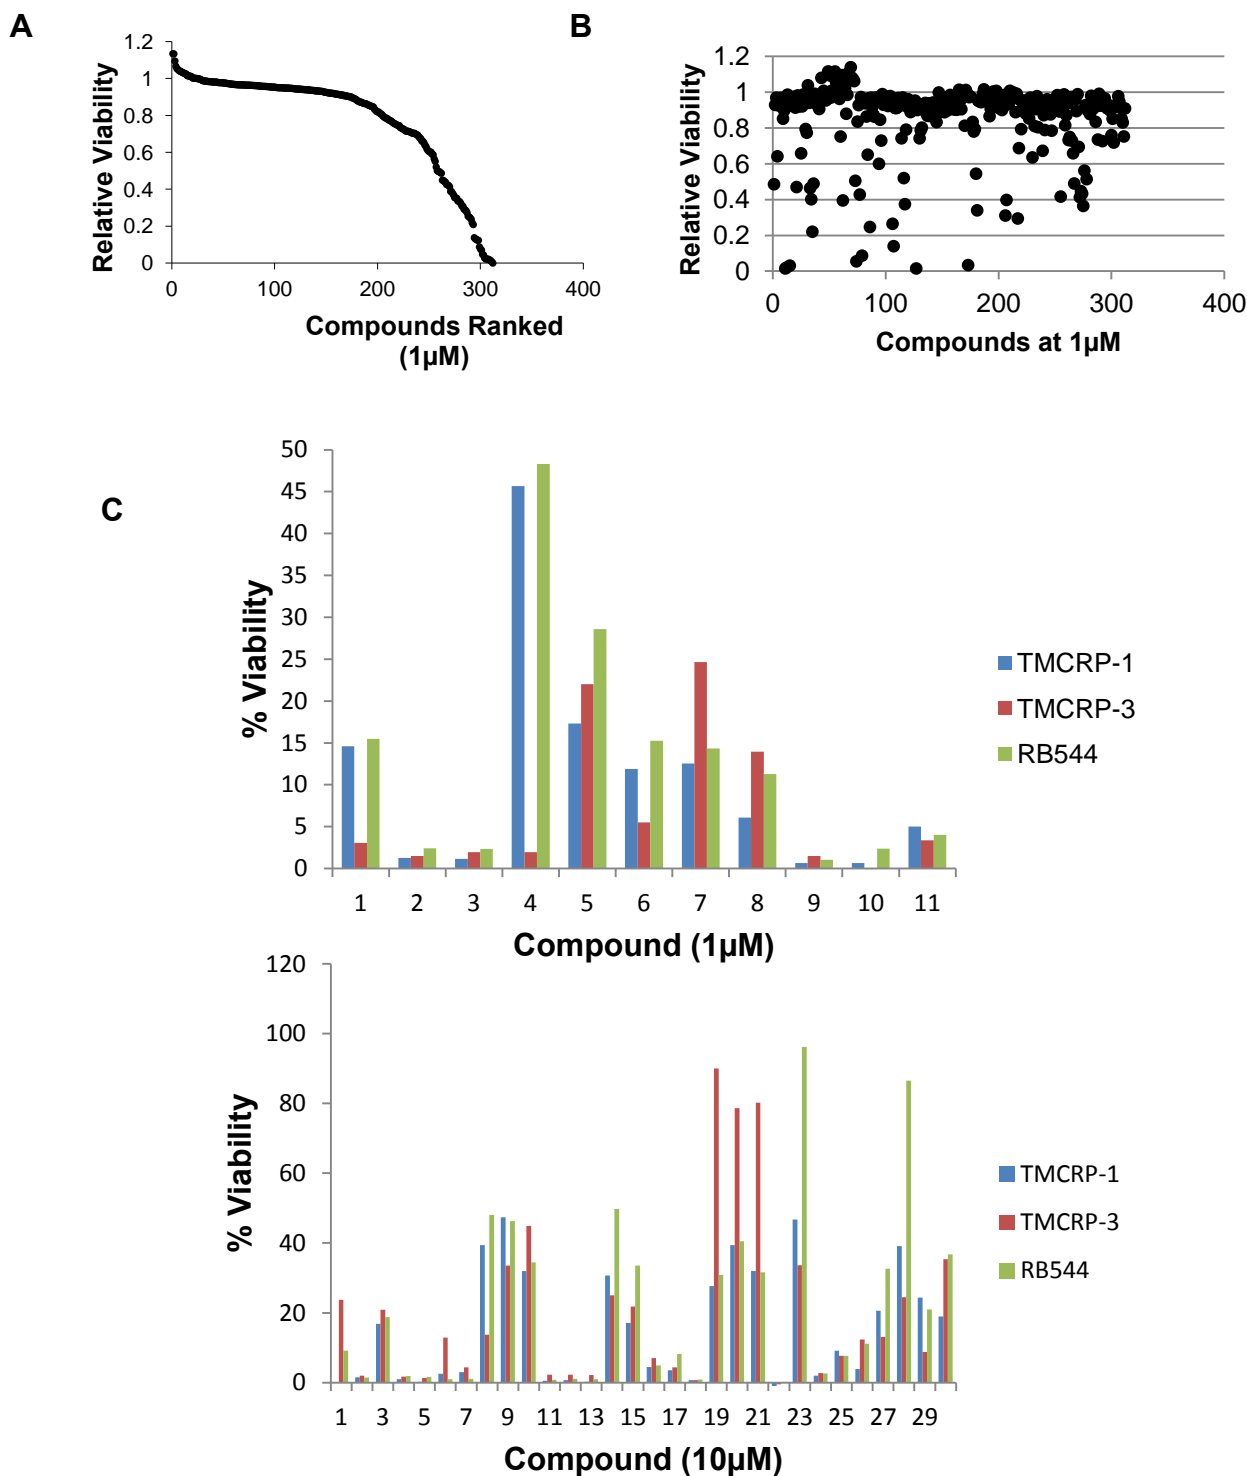 A
Relative Viability
1.2
1
0.8
0.6
0.4
0.2
0
0 100 200 300 400
Compounds Ranked
(1µM)
B
Relative Viability
1.2
1
0.8
0.6
0.4
0.2
0
0 100 200 300 400
Compounds at 1µM
C
% Viability
50
45
40
35
30
25
20
15
10
5
0
1 2 3 4 5 6 7 8 9 10 11
Compound (1µM)
TMCRP-1
TMCRP-3
RB544
% Viability
120
100
80
60
40
20
0
1 3 5 7 9 11 13 15 17 19 21 23 25 27 29
Compound (10µM)
TMCRP-1
TMCRP-3
RB544